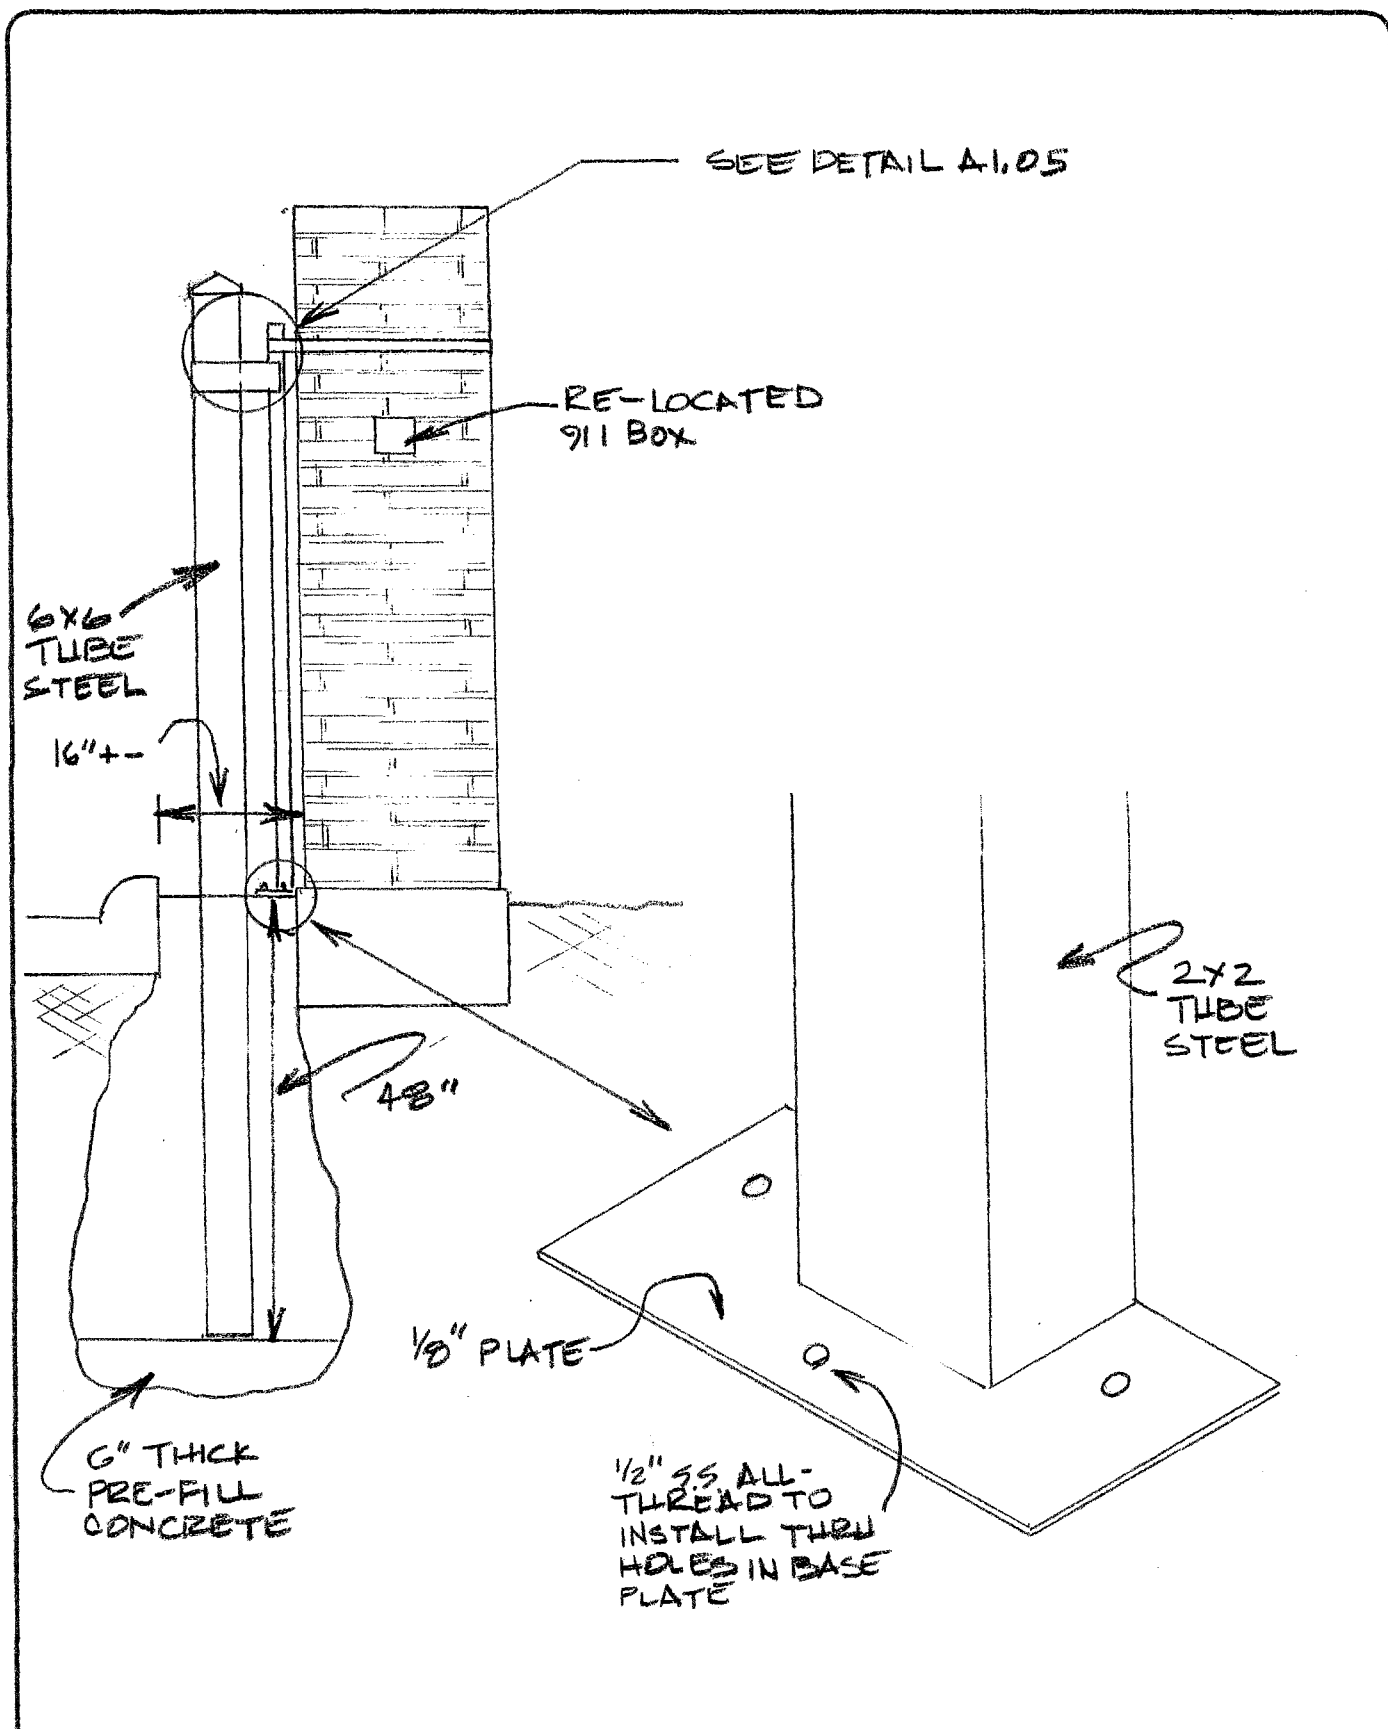 SEE DETAIL A1.05
RE-LOCATED
911 BOX
6X6
TUBE
STEEL
16"+-
2X2
TUBE
STEEL
48"
1/8" PLATE
6" THICK
PRE-FILL
CONCRETE
1/2" S.S. ALL-
THREAD TO
INSTALL THRU
HOLES IN BASE
PLATE